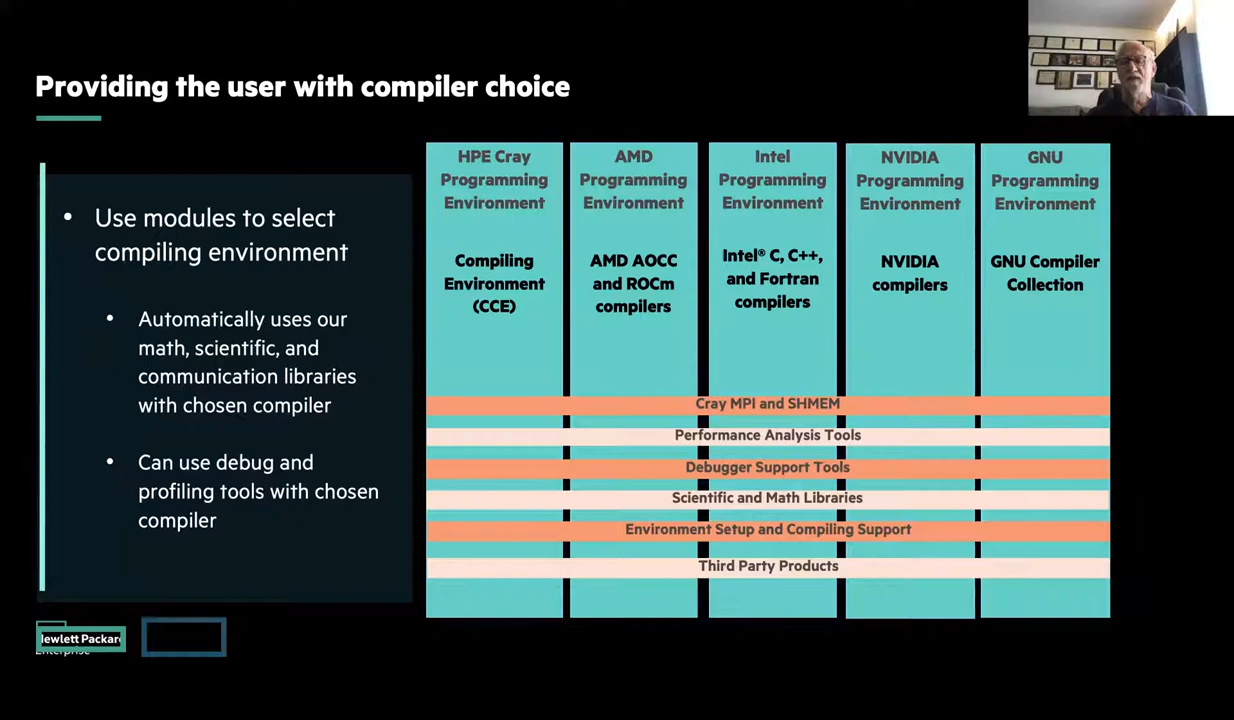 Providing the user with compiler choice
• Use modules to select
compiling environment
• Automatically uses our
math, scientific, and
communication libraries
with chosen compiler
• Can use debug and
profiling tools with chosen
compiler
HPE Cray
Programming
Environment
Compiling
Environment
(CCE)
AMD
Programming
Environment
AMD AOCC
and ROCm
compilers
Intel
Programming
Environment
Intel® C, C++,
and Fortran
compilers
NVIDIA
Programming
Environment
NVIDIA
compilers
GNU
Programming
Environment
GNU Compiler
Collection
Cray MPI and SHMEM
Performance Analysis Tools
Debugger Support Tools
Scientific and Math Libraries
Environment Setup and Compiling Support
Third Party Products
Hewlett Packard
Enterprise